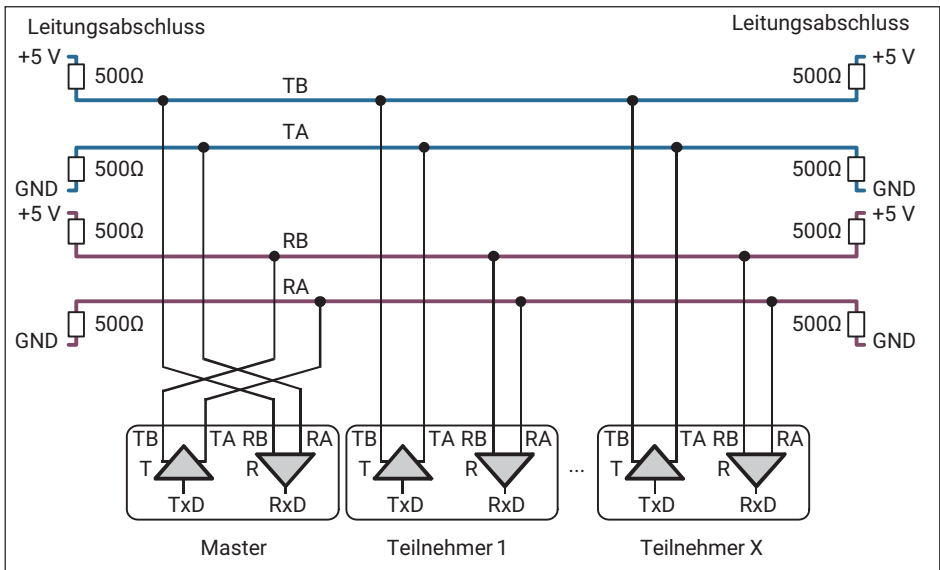 Leitungsabschluss
Leitungsabschluss
+5 V
+5 V
500Ω
500Ω
TB
TA
500Ω
500Ω
GND
GND
+5 V
+5 V
500Ω
500Ω
RB
RA
500Ω
500Ω
GND
GND
TB TA RB RA
TB TA RB RA
TB TA RB RA
T R
T R
...
T R
TxD RxD
TxD RxD
TxD RxD
Master
Teilnehmer 1
Teilnehmer X